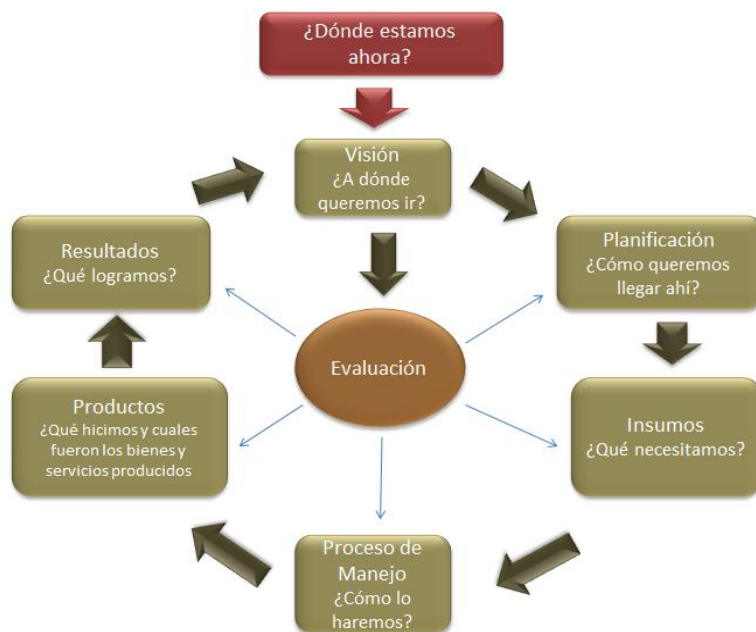 ¿Dónde estamos
ahora?
Visión
¿A dónde
queremos ir?
Planificación
¿Cómo queremos
llegar ahí?
Insumos
¿Qué necesitamos?
Proceso de
Manejo
¿Cómo lo
haremos?
Productos
¿Qué hicimos y cuales
fueron los bienes y
servicios producidos
Resultados
¿Qué logramos?
Evaluación